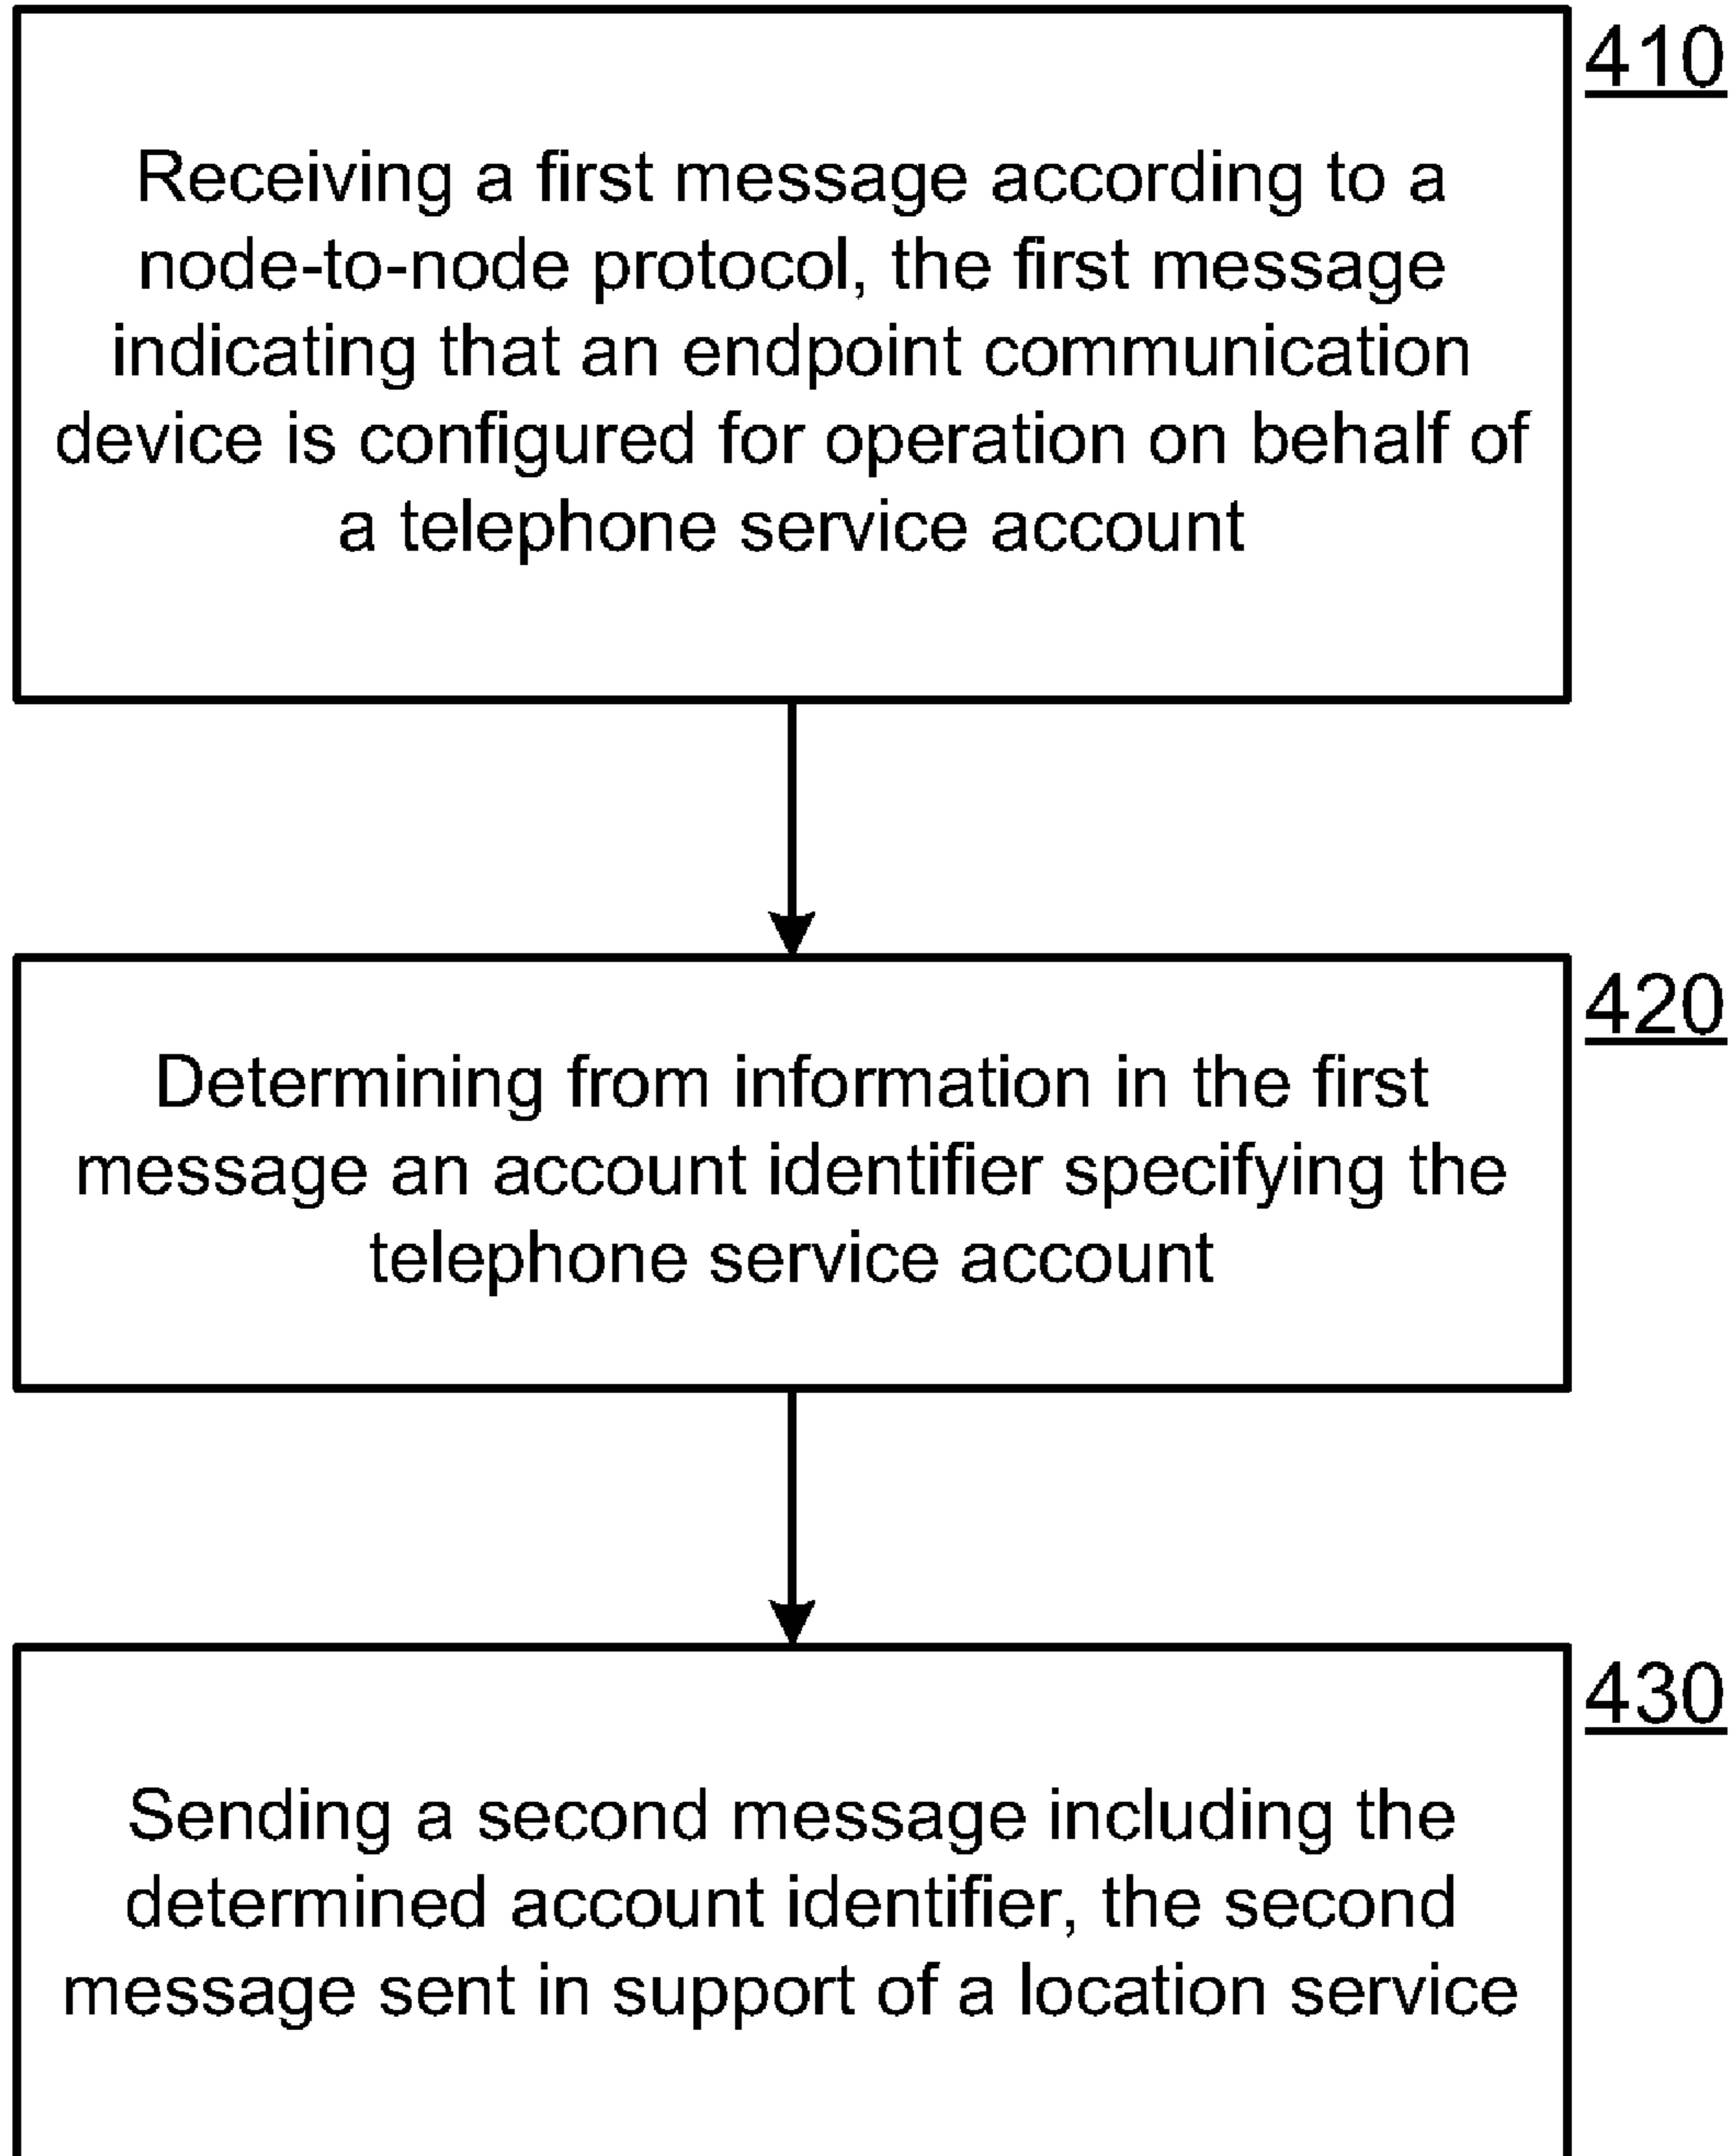 410
Receiving a first message according to a
node-to-node protocol, the first message
indicating that an endpoint communication
device is configured for operation on behalf of
a telephone service account
420
Determining from information in the first
message an account identifier specifying the
telephone service account
430
Sending a second message including the
determined account identifier, the second
message sent in support of a location service